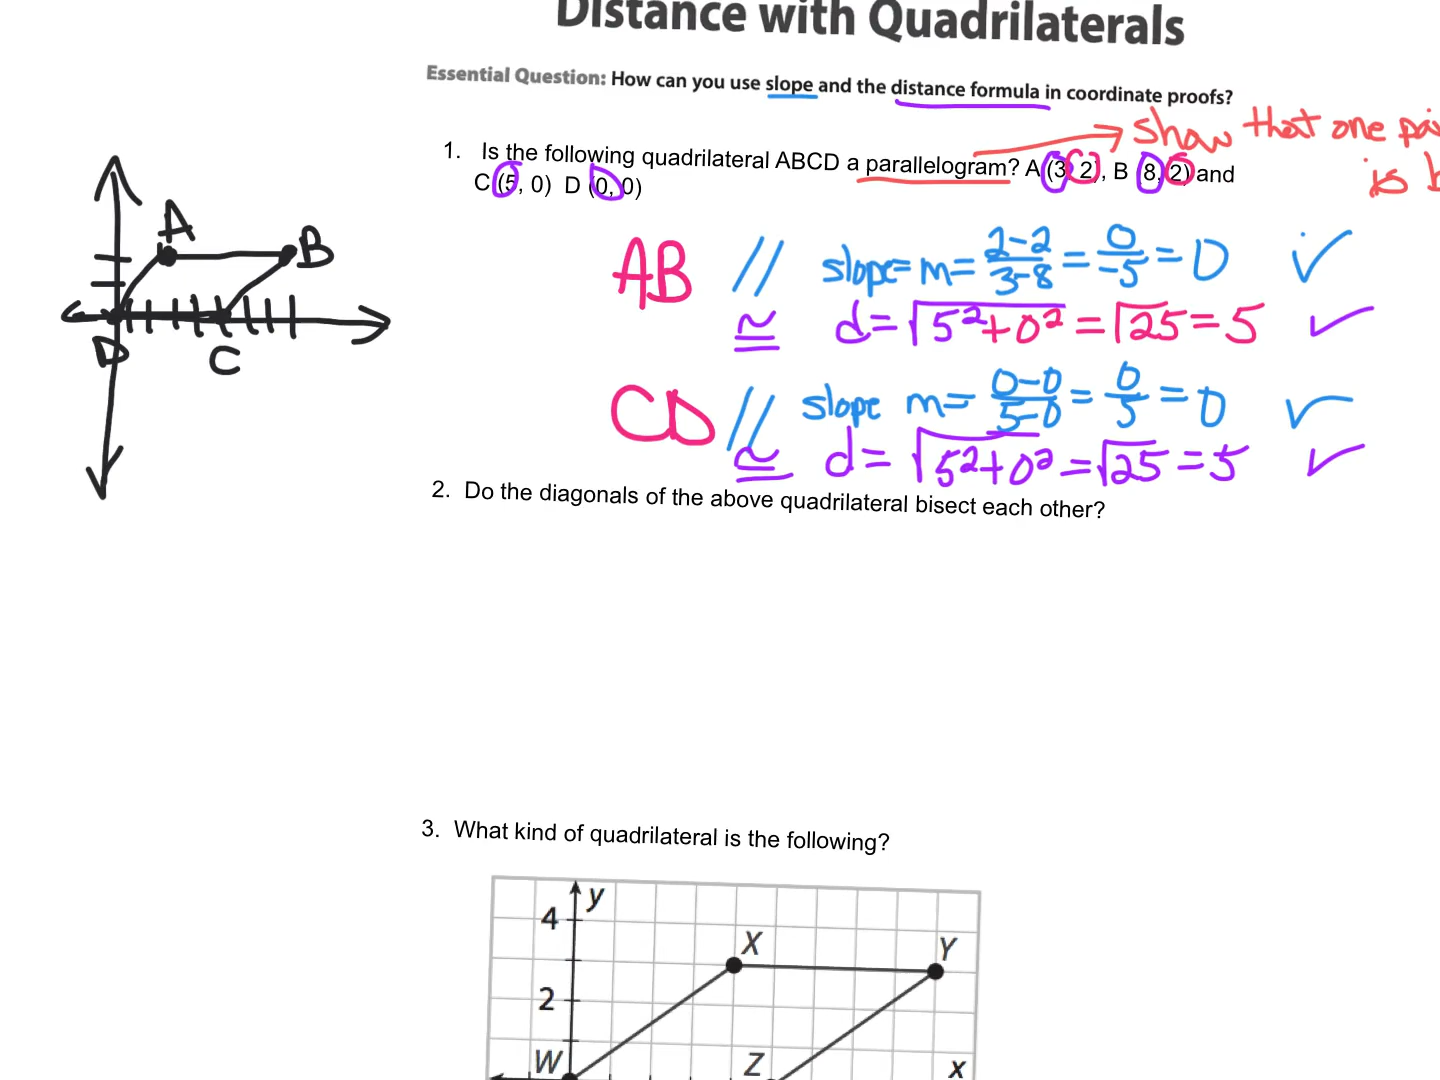 Distance with Quadrilaterals
Essential Question: How can you use slope and the distance formula in coordinate proofs?
show that one
is
1. Is the following quadrilateral ABCD a parallelogram? A (3, 2), B (8, 2) and
C (5, 0) D (0, 0)
A
B
D
C
AB // slope = m = 2-2/3-8 = 0/-5 = 0 ✓
≅ d = √5²+0² = √25 = 5 ✓
CD // slope m = 0-0/5-0 = 0/5 = 0 ✓
≅ d = √5²+0² = √25 = 5 ✓
2. Do the diagonals of the above quadrilateral bisect each other?
3. What kind of quadrilateral is the following?
y
4
X
Y
2
W
Z
x